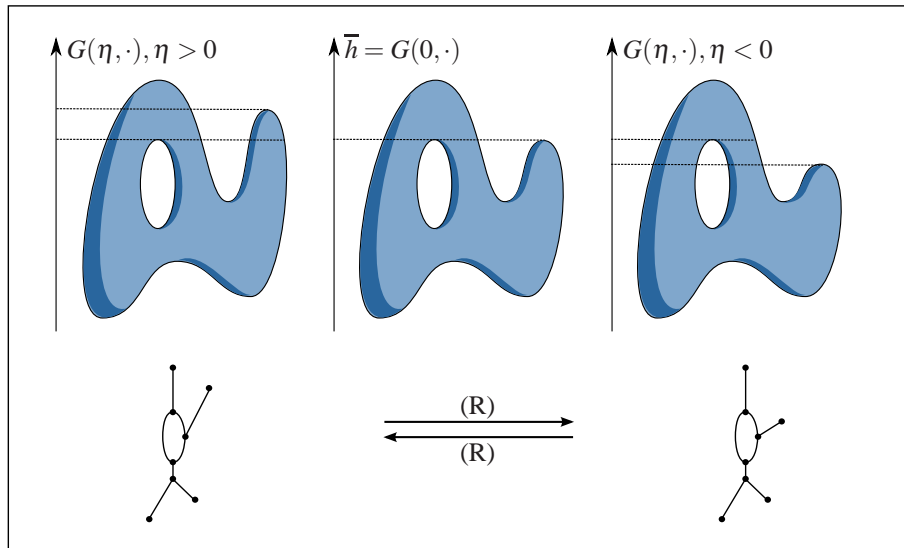 G(η,·), η > 0
h̅ = G(0,·)
G(η,·), η < 0
(R)
(R)